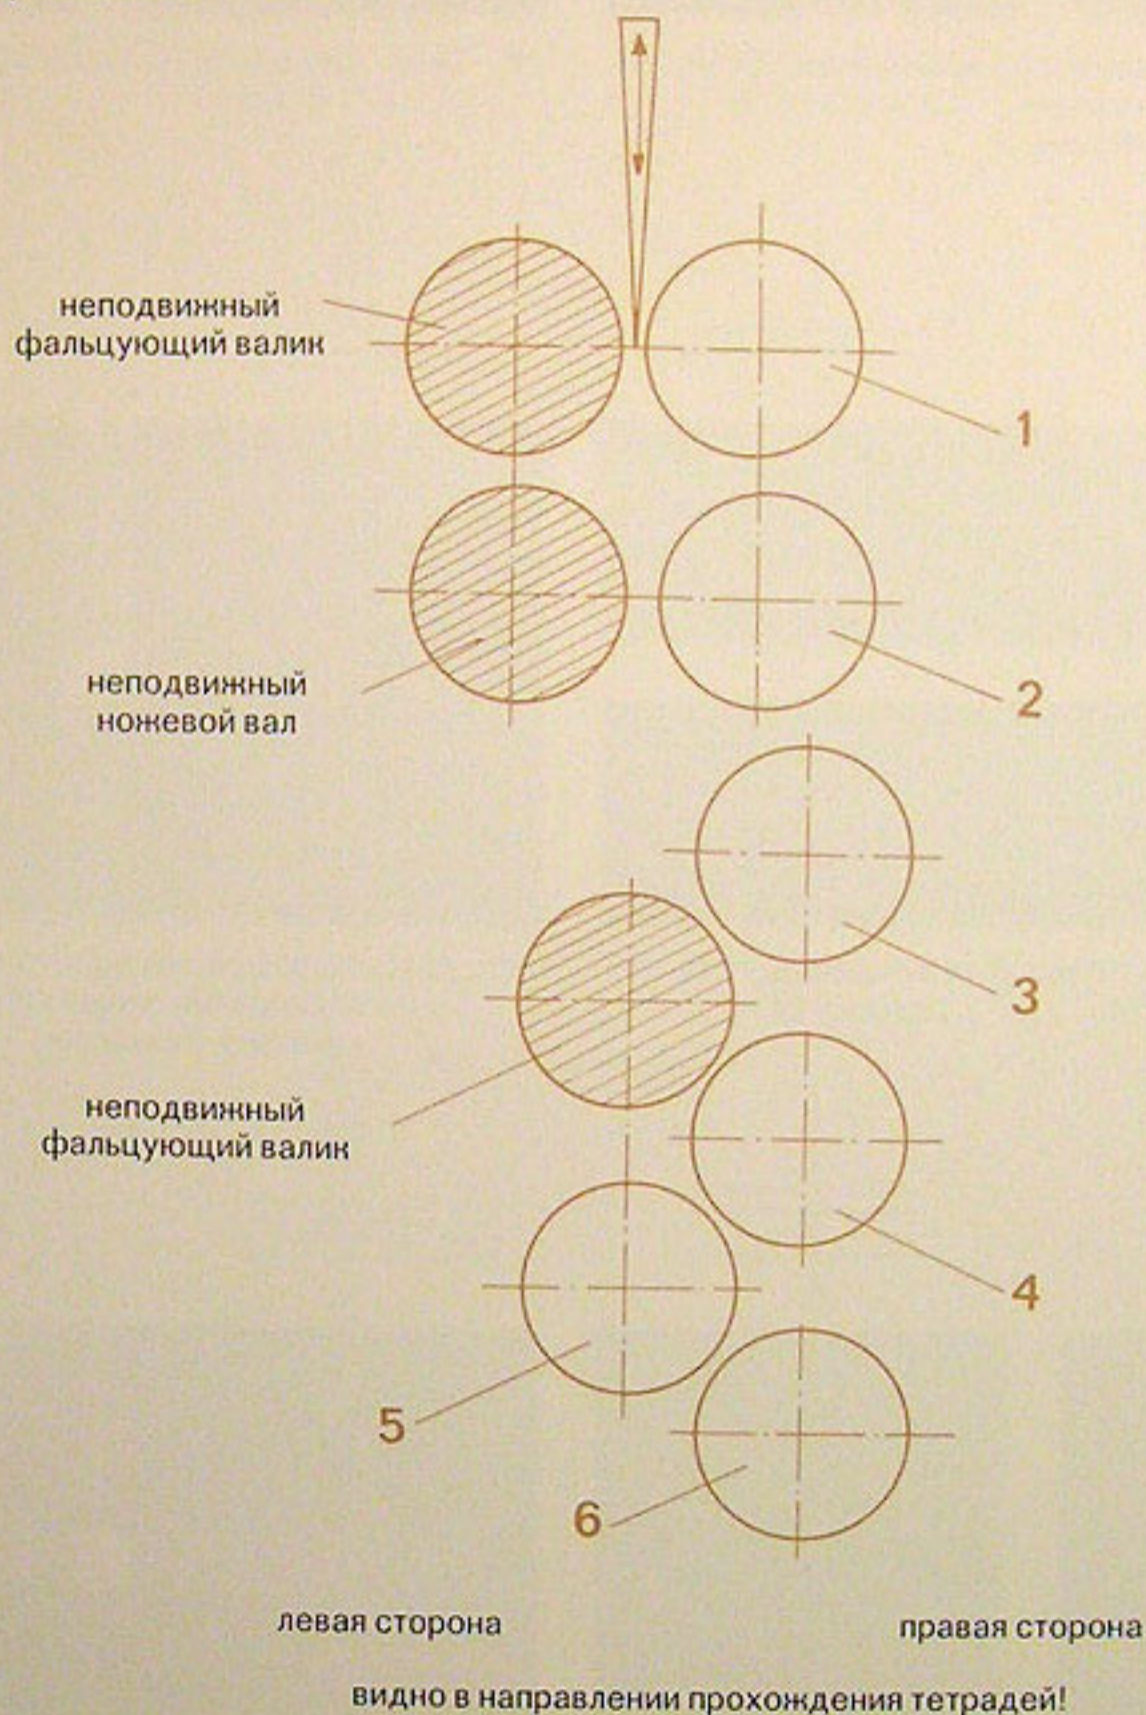 неподвижный
фальцующий валик
1
неподвижный
ножевой вал
2
3
неподвижный
фальцующий валик
4
5
6
левая сторона
правая сторона
видно в направлении прохождения тетрадей!